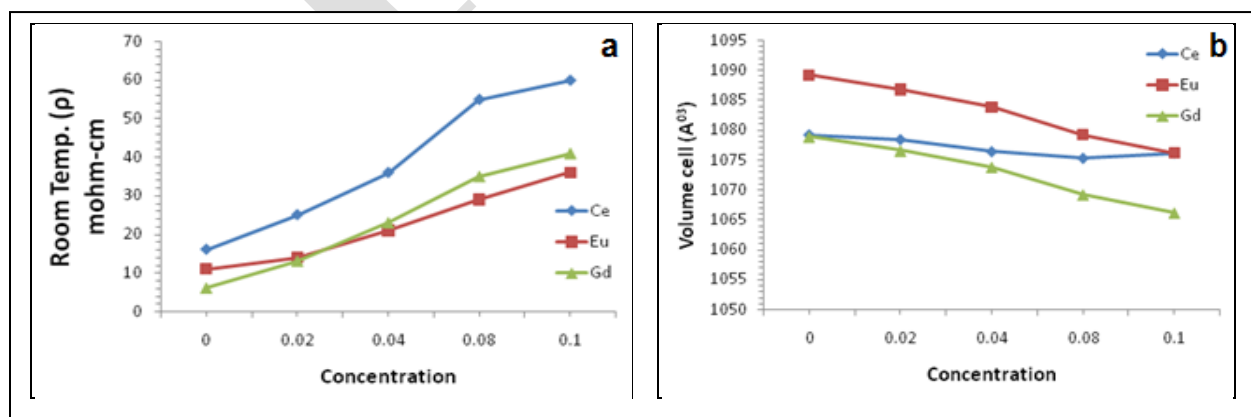 a
Room Temp. (ρ)
mohm-cm
70
60
50
40
30
20
10
0
0 0.02 0.04 0.08 0.1
Concentration
Ce
Eu
Gd
b
Volume cell (A⁰³)
1095
1090
1085
1080
1075
1070
1065
1060
1055
1050
0 0.02 0.04 0.08 0.1
Concentration
Ce
Eu
Gd